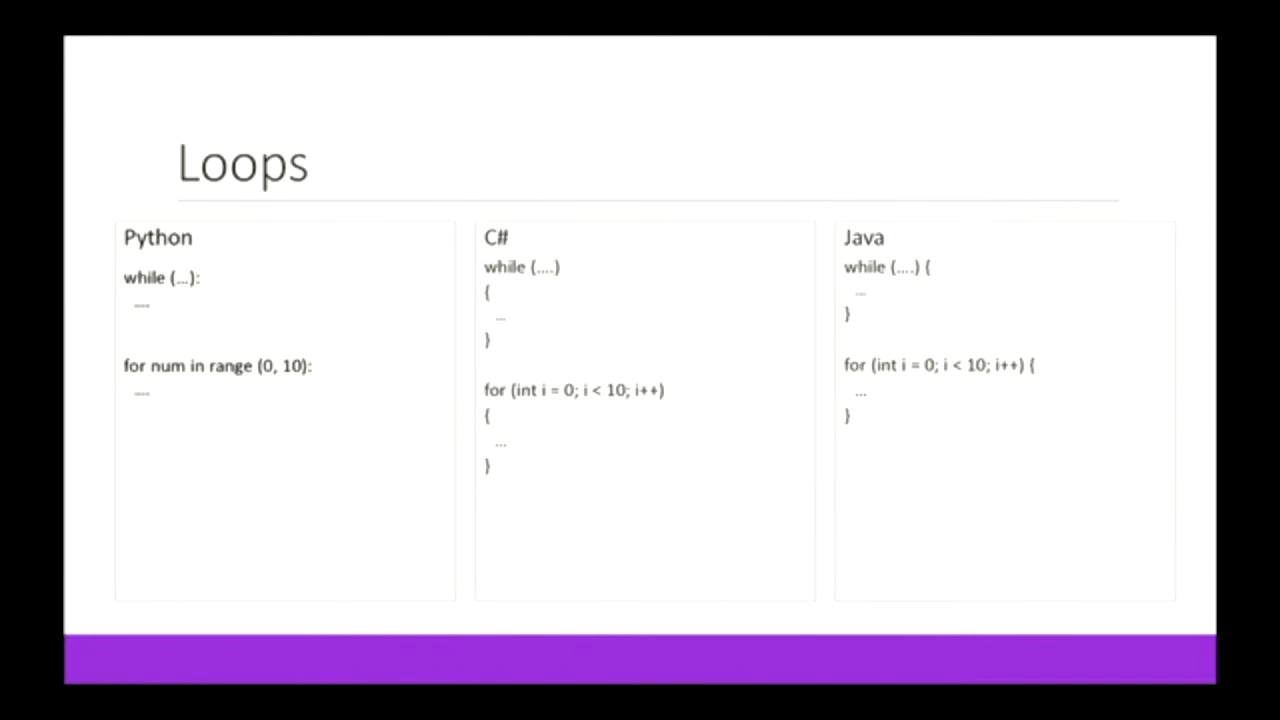 Loops
Python
while (...):
....
for num in range (0, 10):
....
C#
while (....)
{
...
}
for (int i = 0; i < 10; i++)
{
...
}
Java
while (....) {
...
}
for (int i = 0; i < 10; i++) {
...
}